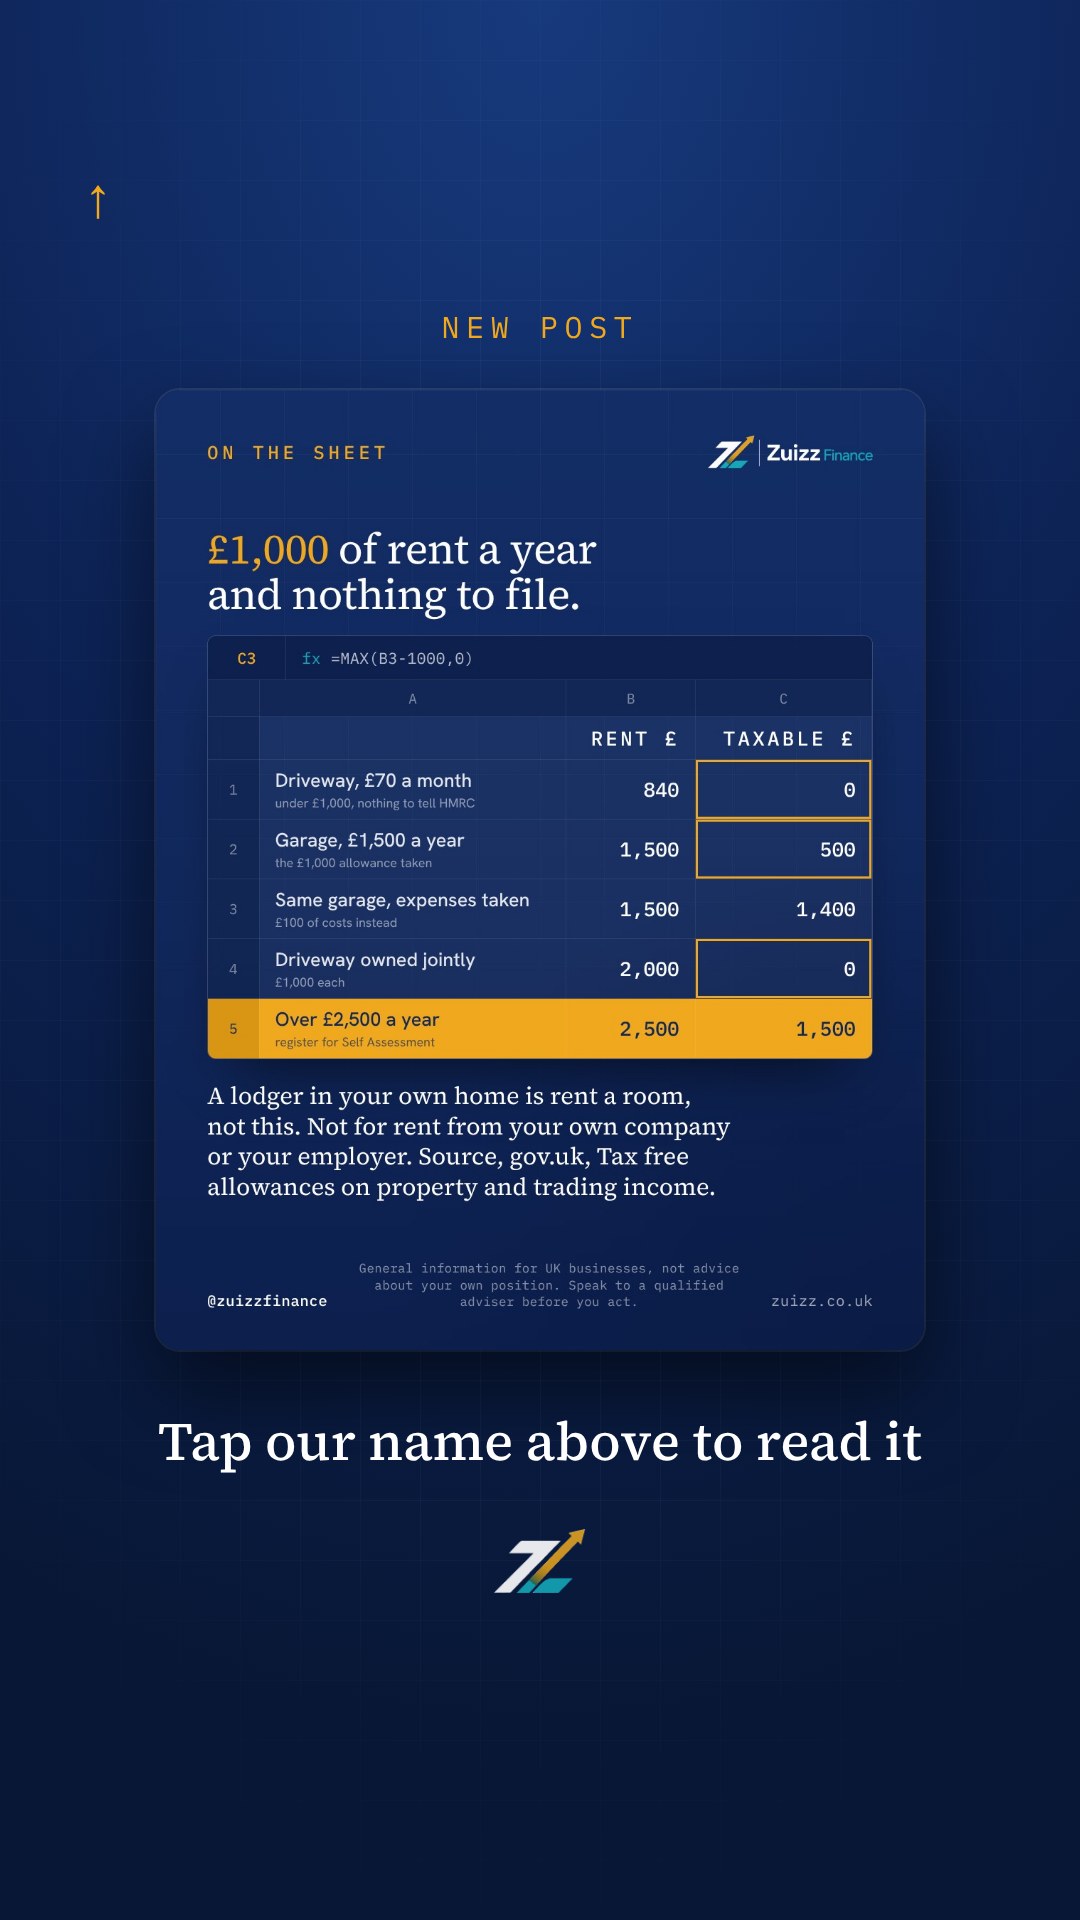 ↑
NEW POST
ON THE SHEET
Zuizz Finance
£1,000 of rent a year
and nothing to file.
C3 fx =MAX(B3-1000,0)
A B C
RENT £ TAXABLE £
1 Driveway, £70 a month 840 0
under £1,000, nothing to tell HMRC
2 Garage, £1,500 a year 1,500 500
the £1,000 allowance taken
3 Same garage, expenses taken 1,500 1,400
£100 of costs instead
4 Driveway owned jointly 2,000 0
£1,000 each
5 Over £2,500 a year 2,500 1,500
register for Self Assessment
A lodger in your own home is rent a room,
not this. Not for rent from your own company
or your employer. Source, gov.uk, Tax free
allowances on property and trading income.
General information for UK businesses, not advice
about your own position. Speak to a qualified
adviser before you act.
@zuizzfinance
zuizz.co.uk
Tap our name above to read it